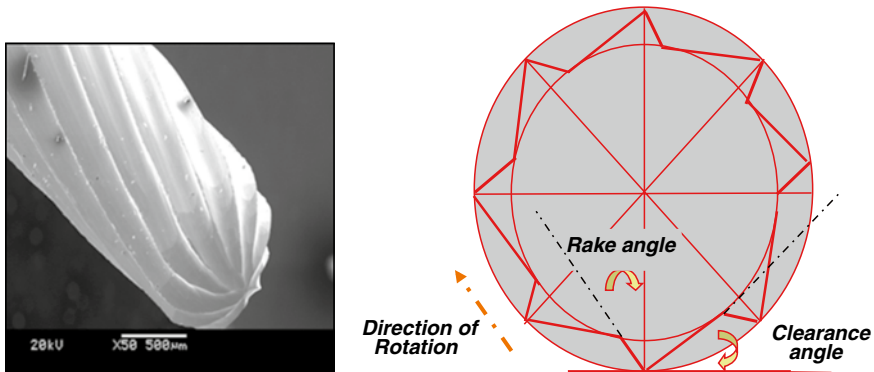 20kV X50 500µm
Rake angle
Direction of
Rotation
Clearance
angle